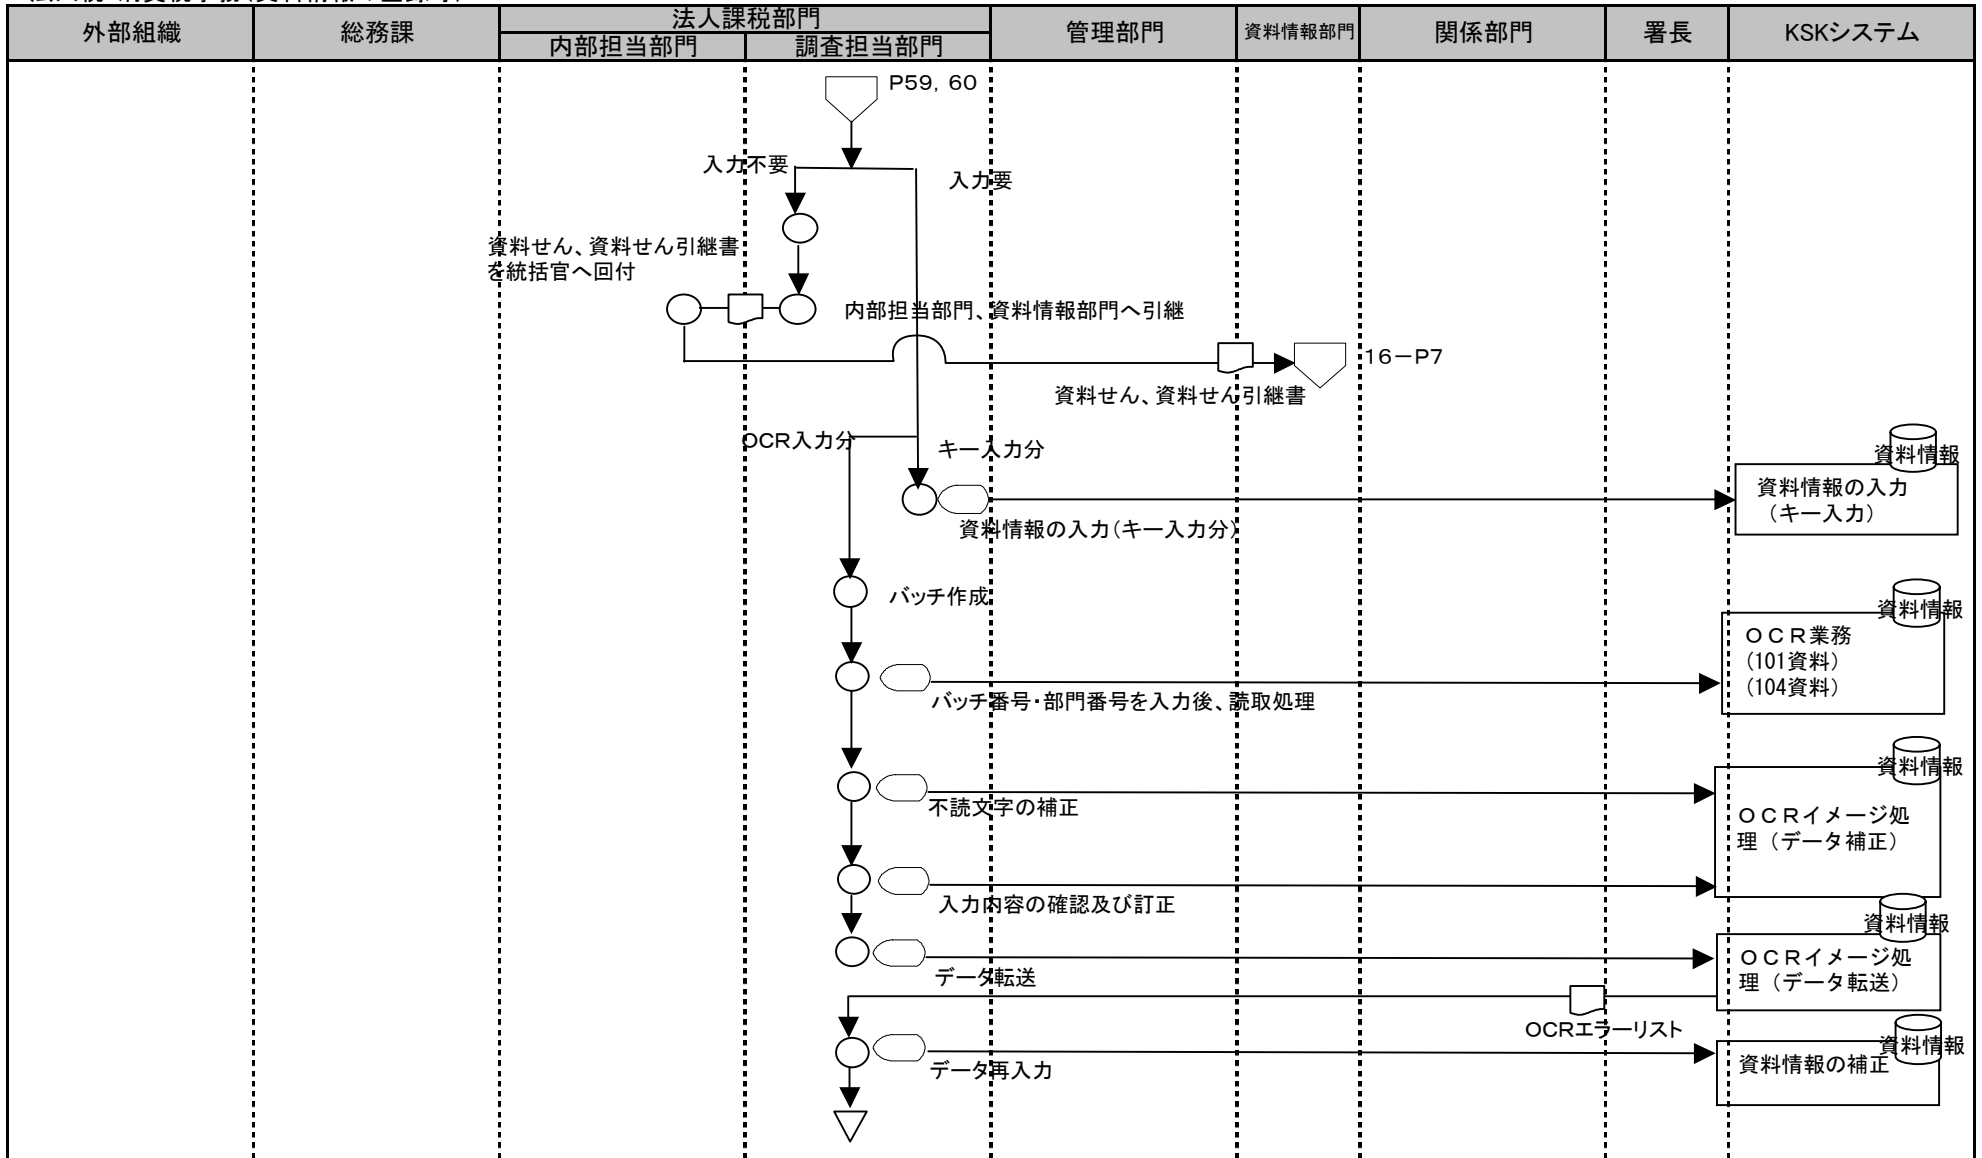 外部組織
総務課
法人課税部門
内部担当部門
調査担当部門
管理部門
資料情報部門
関係部門
署長
KSKシステム
P59, 60
入力不要
入力要
資料せん、資料せん引継書
を統括官へ回付
内部担当部門、資料情報部門へ引継
16－P7
資料せん、資料せん引継書
OCR入力分
キー入力分
資料情報
資料情報の入力
（キー入力）
資料情報の入力（キー入力分）
バッチ作成
資料情報
ＯＣＲ業務
（101資料）
（104資料）
バッチ番号・部門番号を入力後、読取処理
資料情報
不読文字の補正
ＯＣＲイメージ処
理（データ補正）
入力内容の確認及び訂正
資料情報
ＯＣＲイメージ処
理（データ転送）
データ転送
OCRエラーリスト
資料情報
資料情報の補正
データ再入力